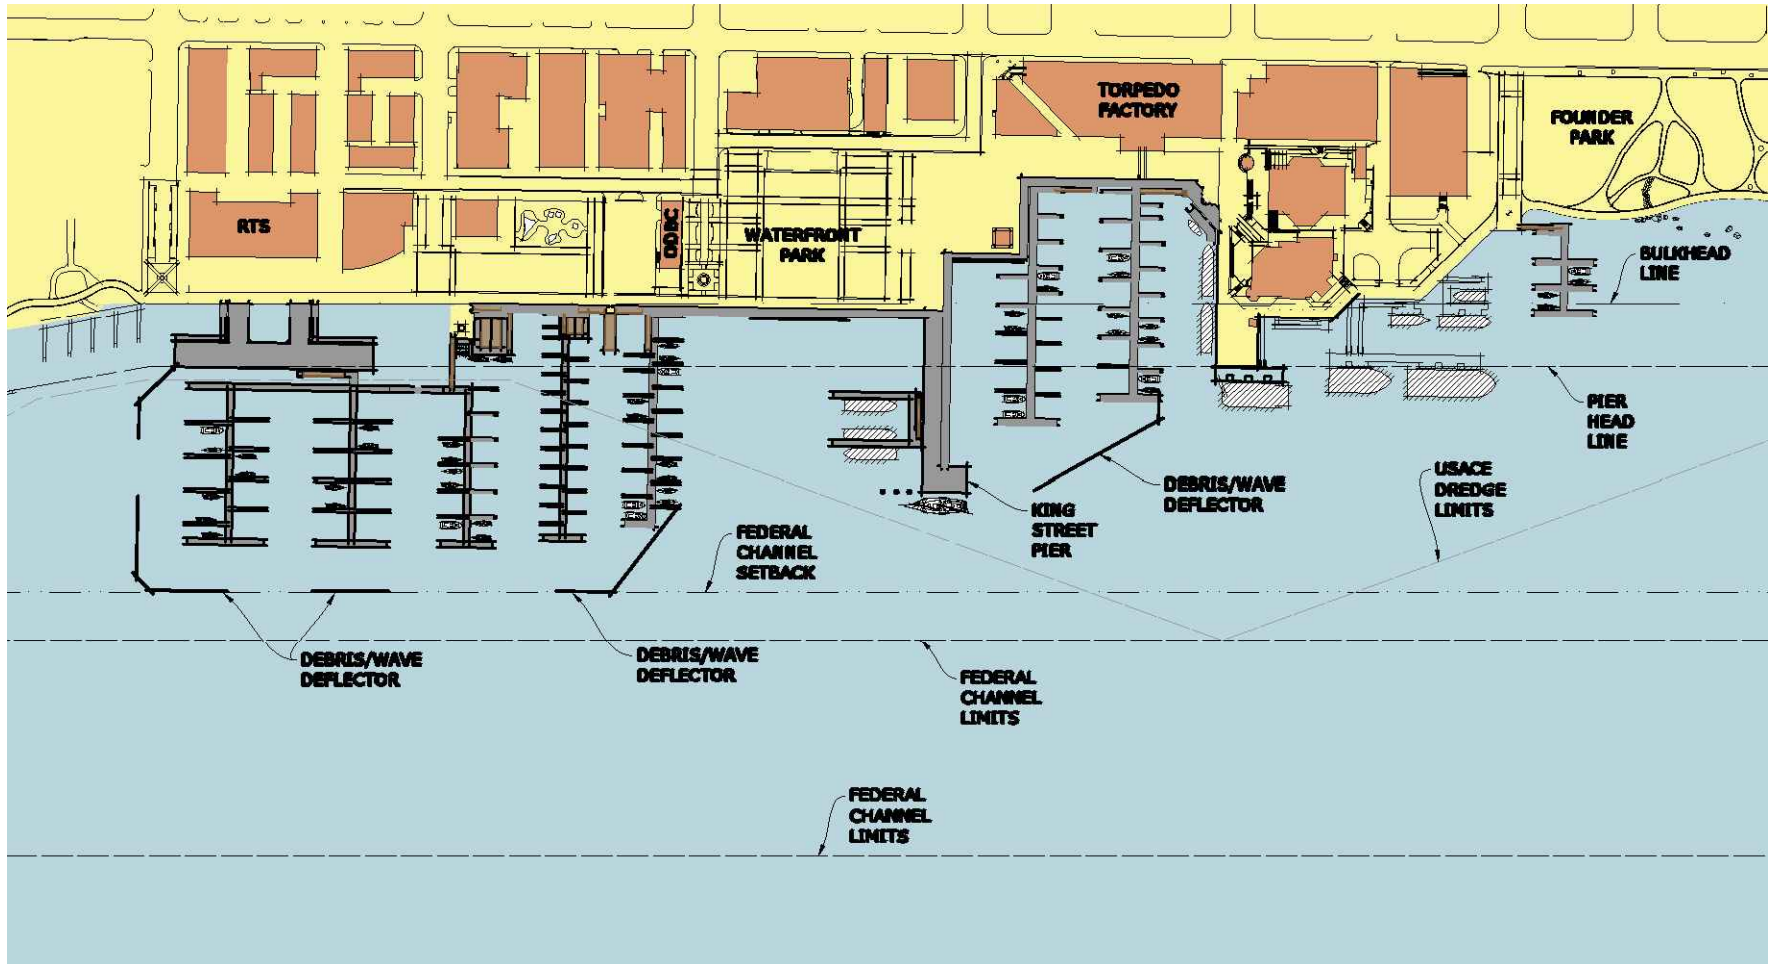 TORPEDO
FACTORY
FOUNDER
PARK
RTS
ODBC
WATERFRONT
PARK
BULKHEAD
LINE
PIER
HEAD
LINE
USACE
DREDGE
LIMITS
DEBRIS/WAVE
DEFLECTOR
KING
STREET
PIER
FEDERAL
CHANNEL
SETBACK
DEBRIS/WAVE
DEFLECTOR
DEBRIS/WAVE
DEFLECTOR
FEDERAL
CHANNEL
LIMITS
FEDERAL
CHANNEL
LIMITS